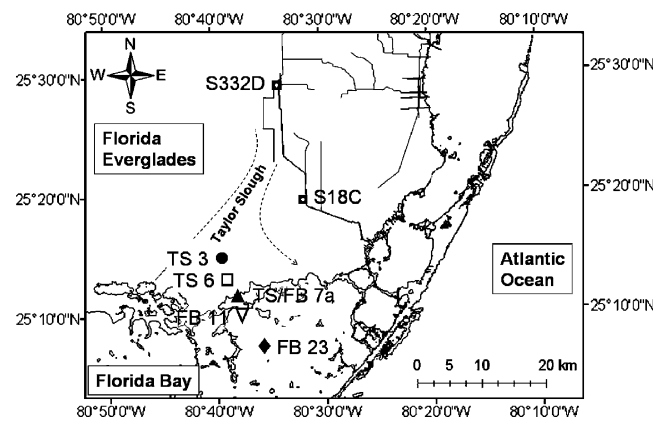 80°50'0"W 80°40'0"W 80°30'0"W 80°20'0"W 80°10'0"W
N
W E
S
25°30'0"N
25°30'0"N
S332D
Florida
Everglades
Taylor Slough
25°20'0"N
25°20'0"N
S18C
TS 3
TS 6
TS/FB 7a
Atlantic
Ocean
25°10'0"N
25°10'0"N
FB 11
FB 23
0 5 10 20 km
Florida Bay
80°50'0"W 80°40'0"W 80°30'0"W 80°20'0"W 80°10'0"W